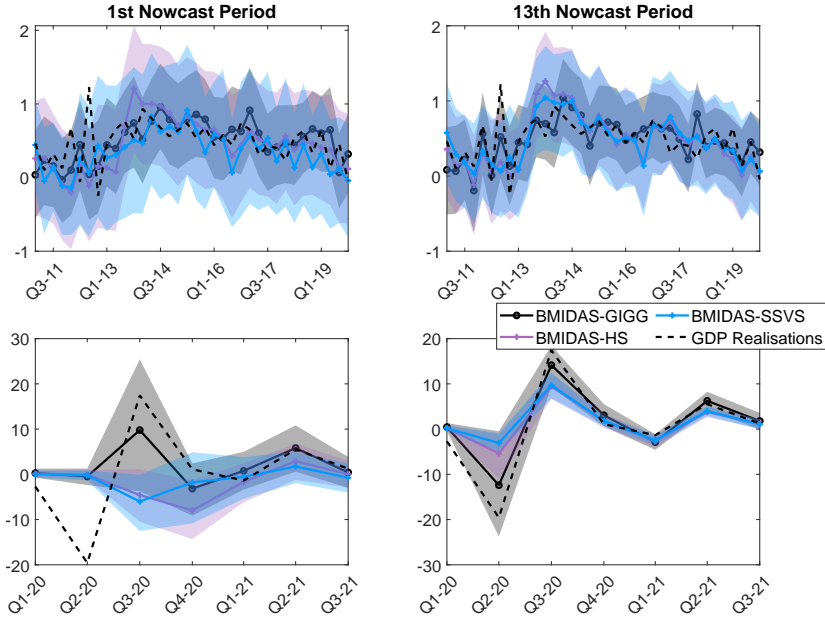 1st Nowcast Period
13th Nowcast Period
2
1
0
-1
Q3-11
Q1-13
Q3-14
Q1-16
Q3-17
Q1-19
2
1
0
-1
Q3-11
Q1-13
Q3-14
Q1-16
Q3-17
Q1-19
BMIDAS-GIGG
BMIDAS-SSVS
BMIDAS-HS
GDP Realisations
30
20
10
0
-10
-20
Q1-20
Q2-20
Q3-20
Q4-20
Q1-21
Q2-21
Q3-21
20
10
0
-10
-20
-30
Q1-20
Q2-20
Q3-20
Q4-20
Q1-21
Q2-21
Q3-21